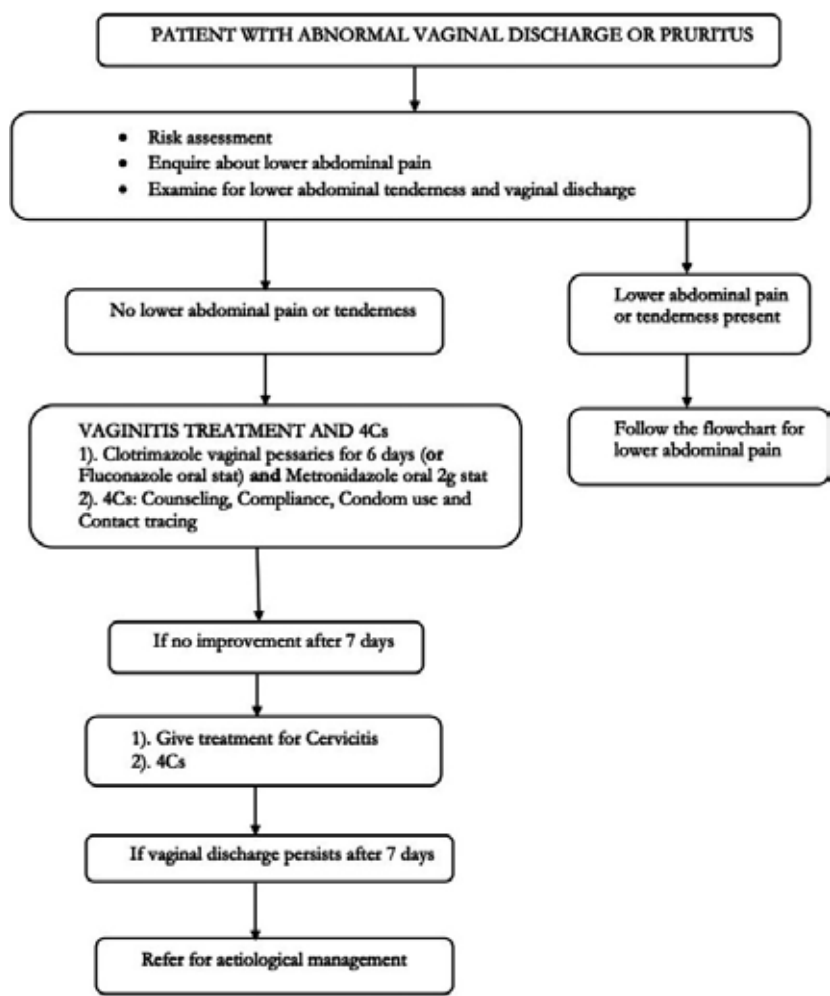 PATIENT WITH ABNORMAL VAGINAL DISCHARGE OR PRURITUS
• Risk assessment
• Enquire about lower abdominal pain
• Examine for lower abdominal tenderness and vaginal discharge
No lower abdominal pain or tenderness
Lower abdominal pain
or tenderness present
VAGINITIS TREATMENT AND 4Cs
1). Clotrimazole vaginal pessaries for 6 days (or
Fluconazole oral stat) and Metronidazole oral 2g stat
2). 4Cs: Counseling, Compliance, Condom use and
Contact tracing
Follow the flowchart for
lower abdominal pain
If no improvement after 7 days
1). Give treatment for Cervicitis
2). 4Cs
If vaginal discharge persists after 7 days
Refer for aetiological management